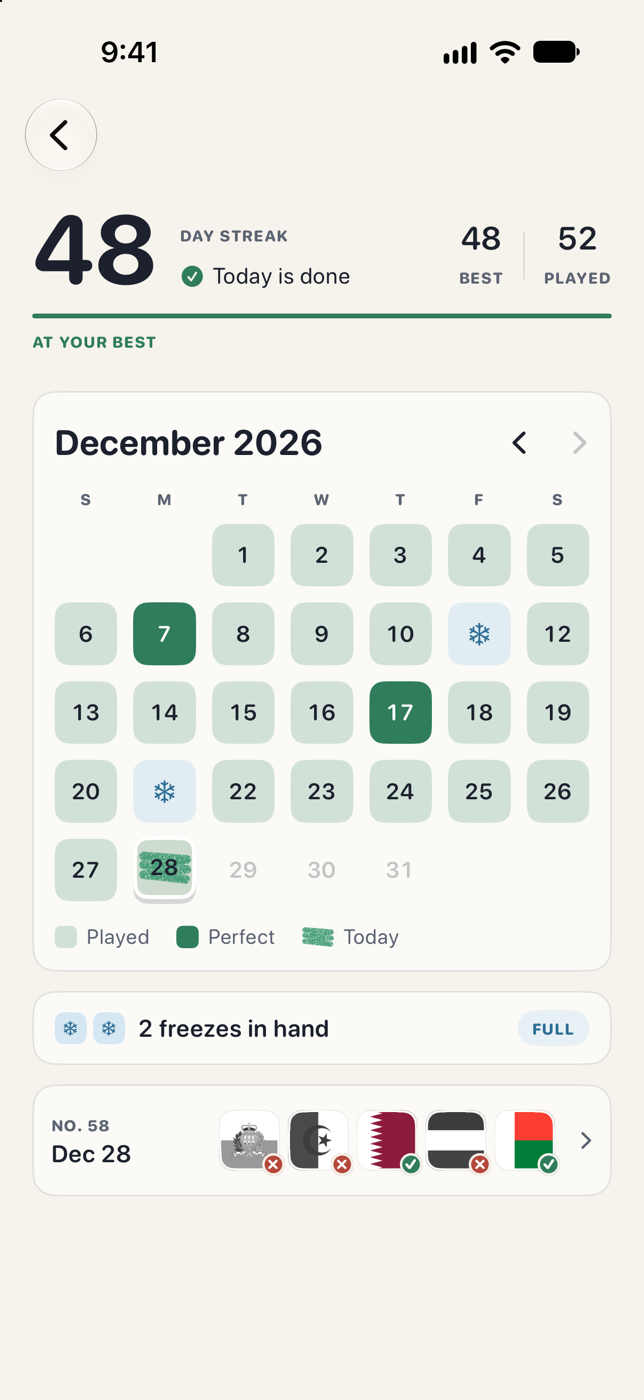 9:41
48
DAY STREAK
Today is done
48
BEST
52
PLAYED
AT YOUR BEST
December 2026
S M T W T F S
1 2 3 4 5
6 7 8 9 10 12
13 14 15 16 17 18 19
20 22 23 24 25 26
27 28 29 30 31
Played Perfect Today
2 freezes in hand
FULL
NO. 58
Dec 28